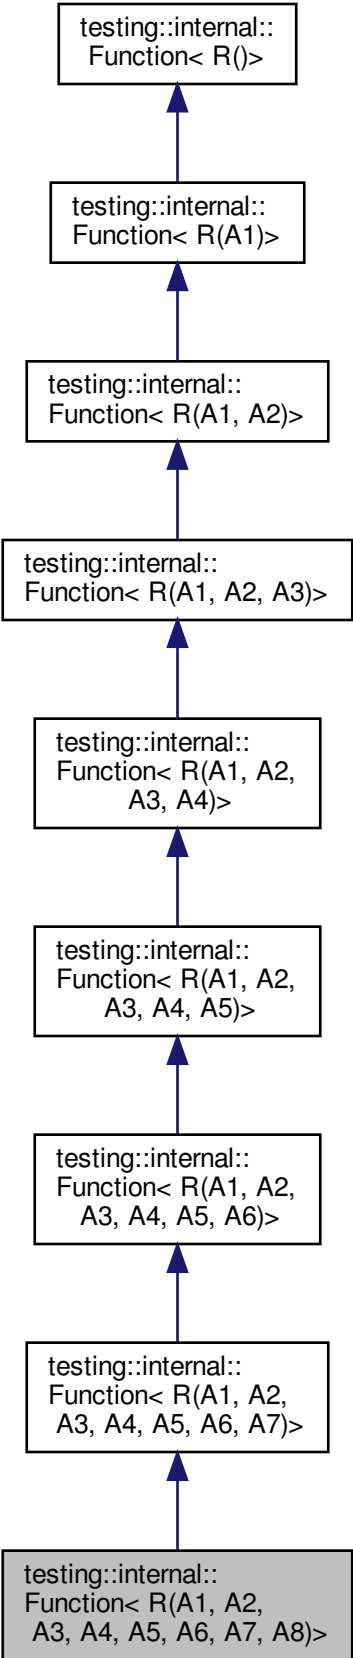 testing::internal::
Function< R()>
testing::internal::
Function< R(A1)>
testing::internal::
Function< R(A1, A2)>
testing::internal::
Function< R(A1, A2, A3)>
testing::internal::
Function< R(A1, A2,
A3, A4)>
testing::internal::
Function< R(A1, A2,
A3, A4, A5)>
testing::internal::
Function< R(A1, A2,
A3, A4, A5, A6)>
testing::internal::
Function< R(A1, A2,
A3, A4, A5, A6, A7)>
testing::internal::
Function< R(A1, A2,
A3, A4, A5, A6, A7, A8)>